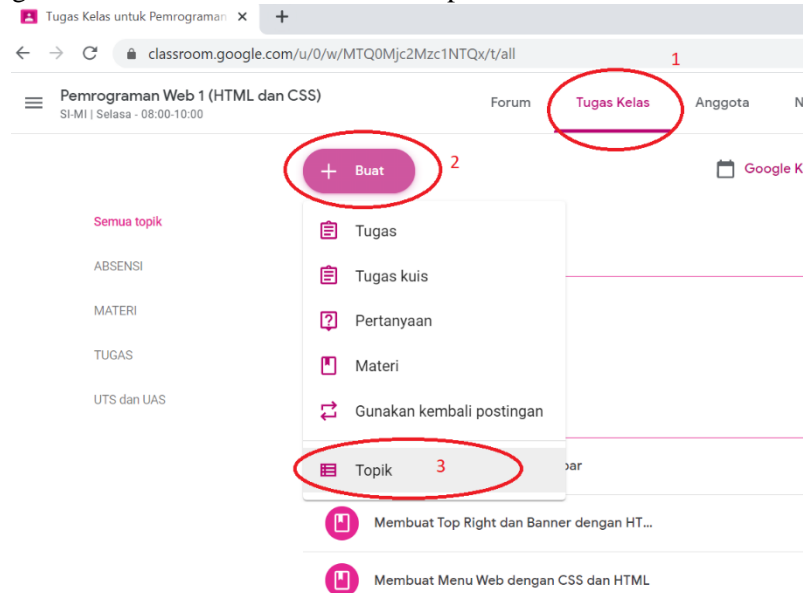 Tugas Kelas untuk Pemrograman
classroom.google.com/u/0/w/MTQ0Mjc2Mzc1NTQx/t/all
1
Pemrograman Web 1 (HTML dan CSS)
SI-MI | Selasa - 08:00-10:00
Forum Tugas Kelas Anggota N
+ Buat 2
Google K
Semua topik
ABSENSI
MATERI
TUGAS
UTS dan UAS
Tugas
Tugas kuis
Pertanyaan
Materi
Gunakan kembali postingan
Topik 3
bar
Membuat Top Right dan Banner dengan HT...
Membuat Menu Web dengan CSS dan HTML